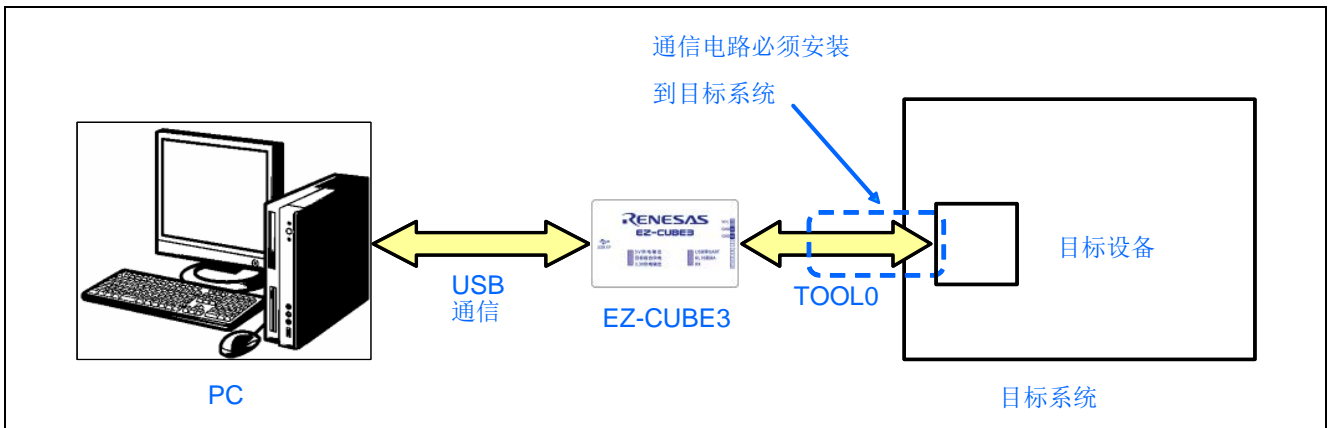 通信电路必须安装
到目标系统
RENESAS
EZ-CUBE3
目标设备
USB
通信
EZ-CUBE3
TOOL0
PC
目标系统